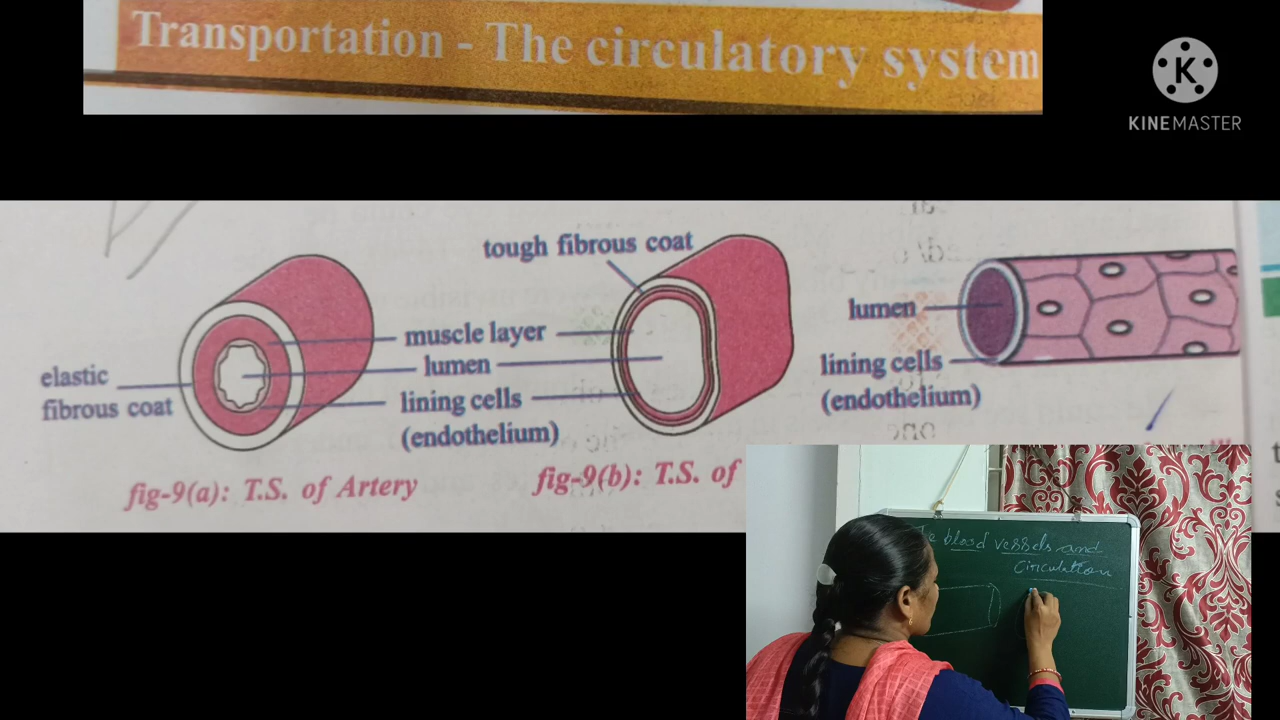 Transportation - The circulatory system
KINEMASTER
tough fibrous coat
muscle layer
lumen
lining cells
(endothelium)
elastic
fibrous coat
lumen
lining cells
(endothelium)
fig-9(a): T.S. of Artery
fig-9(b): T.S. of
blood vessels and
Circulation